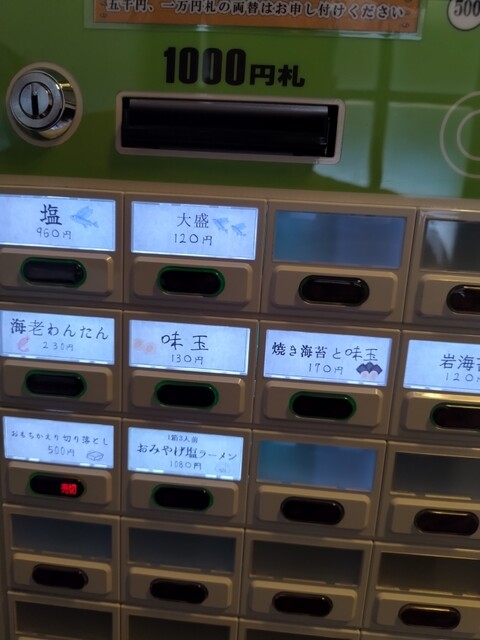 五千円、一万円札の両替はお申し付けください
500
1000円札
塩
960円
大盛
120円
海老わんたん
230円
味玉
130円
焼き海苔と味玉
170円
岩海苔
120
おもちかえり切り落とし
500円
売切
1箱3人前
おみやげ塩ラーメン
1080円